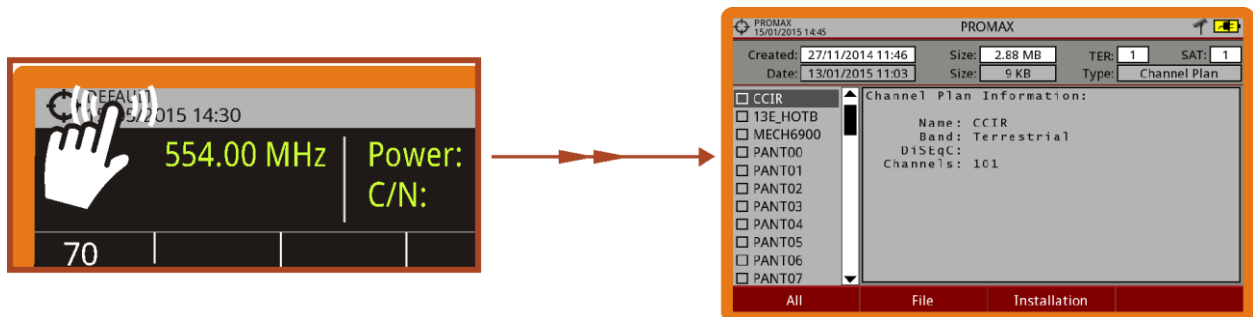 DEFAULT
15/05/2015 14:30
554.00 MHz Power:
C/N:
70
PROMAX
15/01/2015 14:45
PROMAX
Created: 27/11/2014 11:46 Size: 2.88 MB TER: 1 SAT: 1
Date: 13/01/2015 11:03 Size: 9 KB Type: Channel Plan
CCIR
13E_HOTB
MECH6900
PANT00
PANT01
PANT02
PANT03
PANT04
PANT05
PANT06
PANT07
Channel Plan Information:
Name: CCIR
Band: Terrestrial
DiSEqC:
Channels: 101
All File Installation